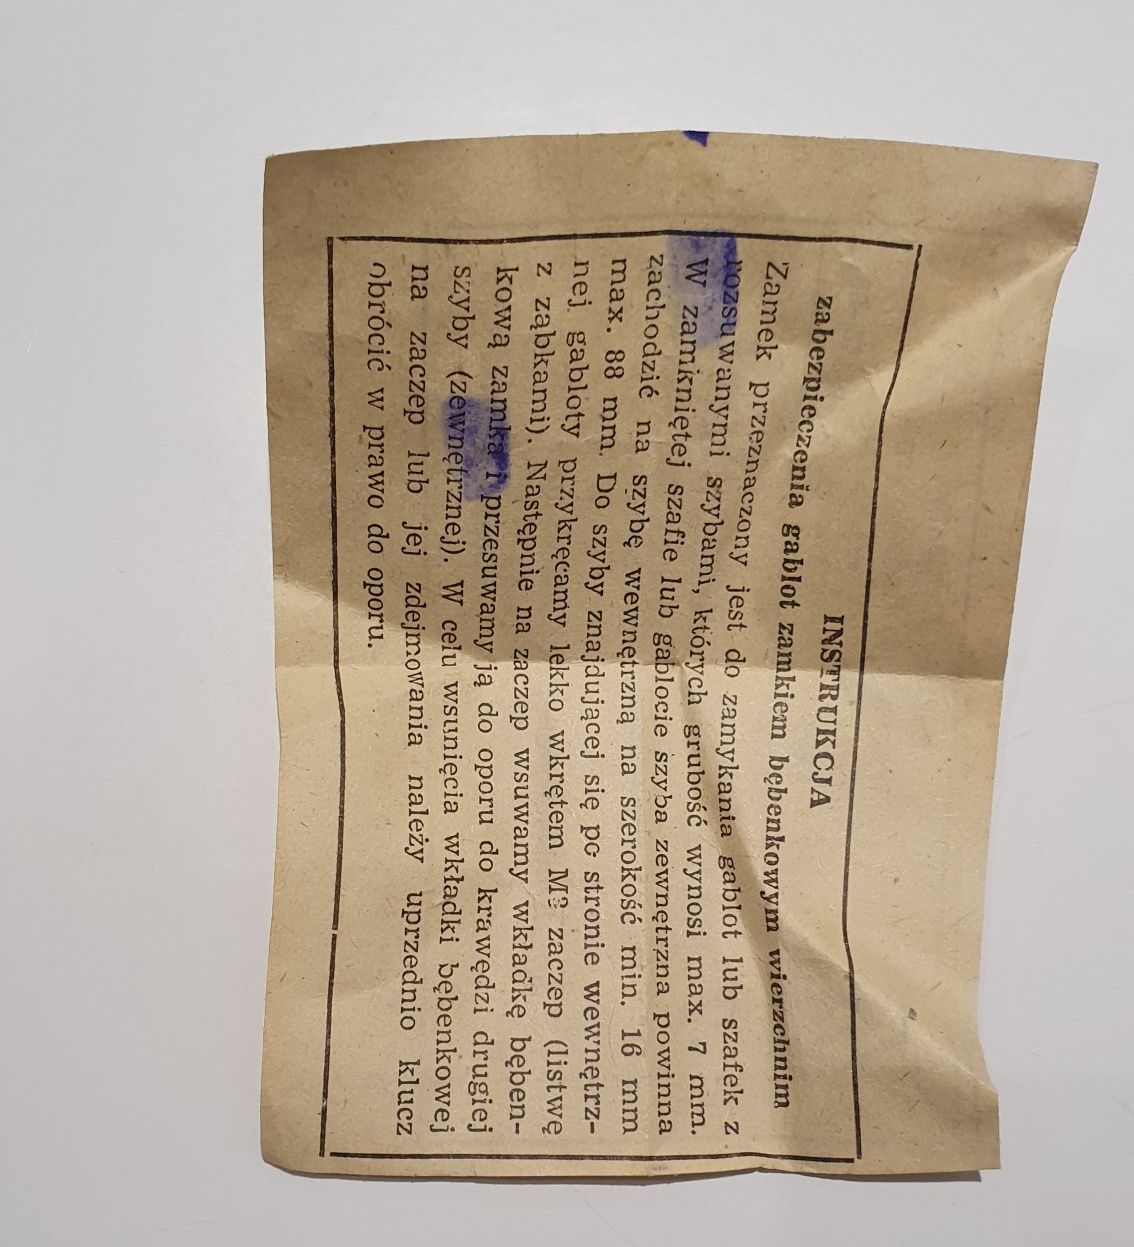 INSTRUKCJA
zabezpieczenia gablot zamkiem bębenkowym wierzchnim
Zamek przeznaczony jest do zamykania gablot lub szafek z
rozsuwanymi szybami, których grubość wynosi max. 7 mm.
W zamkniętej szafie lub gablocie szyba zewnętrzna powinna
zachodzić na szybę wewnętrzną na szerokość min. 16 mm
max. 88 mm. Do szyby znajdującej się po stronie wewnętrz-
nej gabloty przykręcamy lekko wkrętem M3 zaczep (listwę
z ząbkami). Następnie na zaczep wsuwamy wkładkę bęben-
kową zamka i przesuwamy ją do oporu do krawędzi drugiej
szyby (zewnętrznej). W celu wsunięcia wkładki bębenkowej
na zaczep lub jej zdejmowania należy uprzednio klucz
obrócić w prawo do oporu.